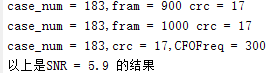 case_num = 183,fram = 900 crc = 17
case_num = 183,fram = 1000 crc = 17
case_num = 183,crc = 17,CFOFreq = 300
以上是SNR = 5.9 的结果